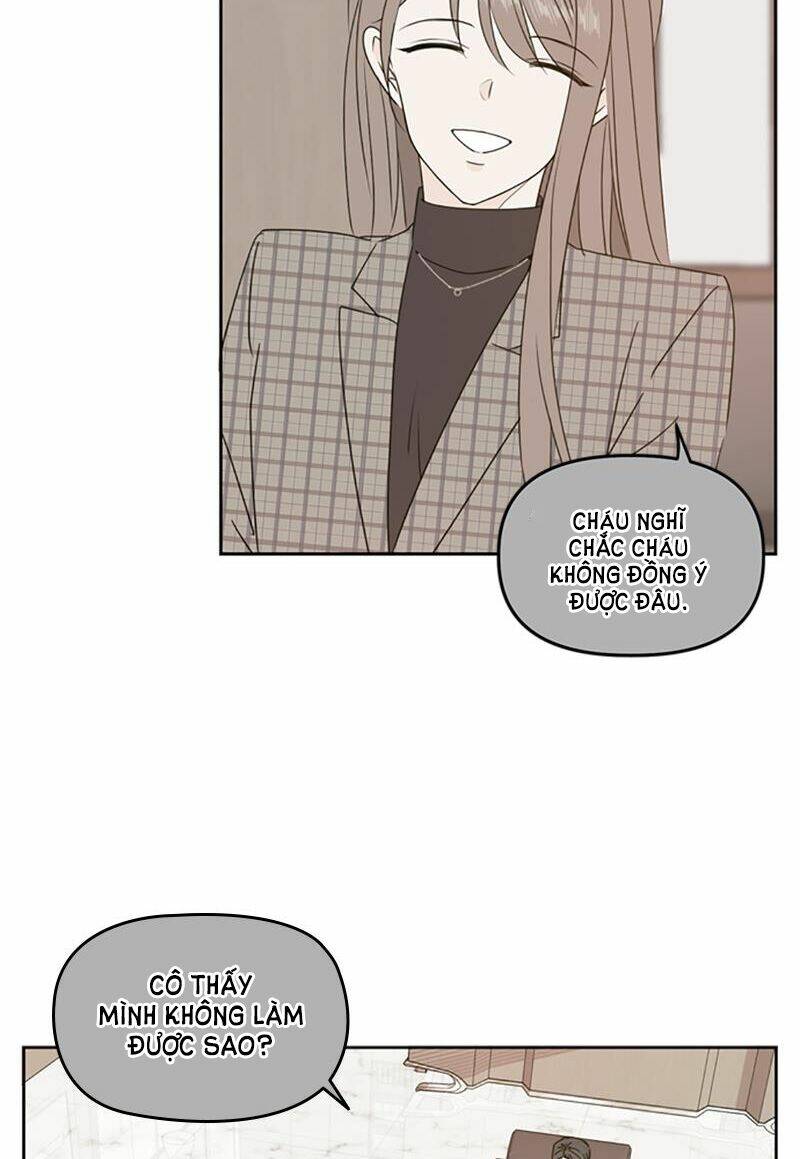 CHÁU NGHĨ
CHẮC CHÁU
KHÔNG ĐỒNG Ý
ĐƯỢC ĐÂU.
CÔ THẤY
MÌNH KHÔNG LÀM
ĐƯỢC SAO?